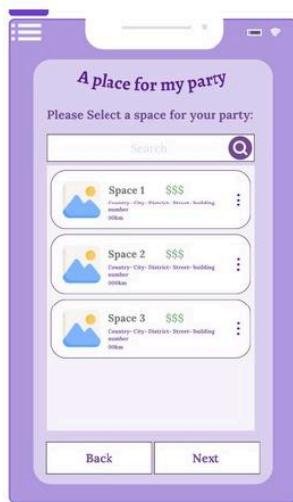 A place for my party
Please Select a space for your party:
Search
Space 1 $$$
Country- City- District- Street- building
number
00km
Space 2 $$$
Country- City- District- Street- building
number
000km
Space 3 $$$
Country- City- District- Street- building
number
00km
Back Next